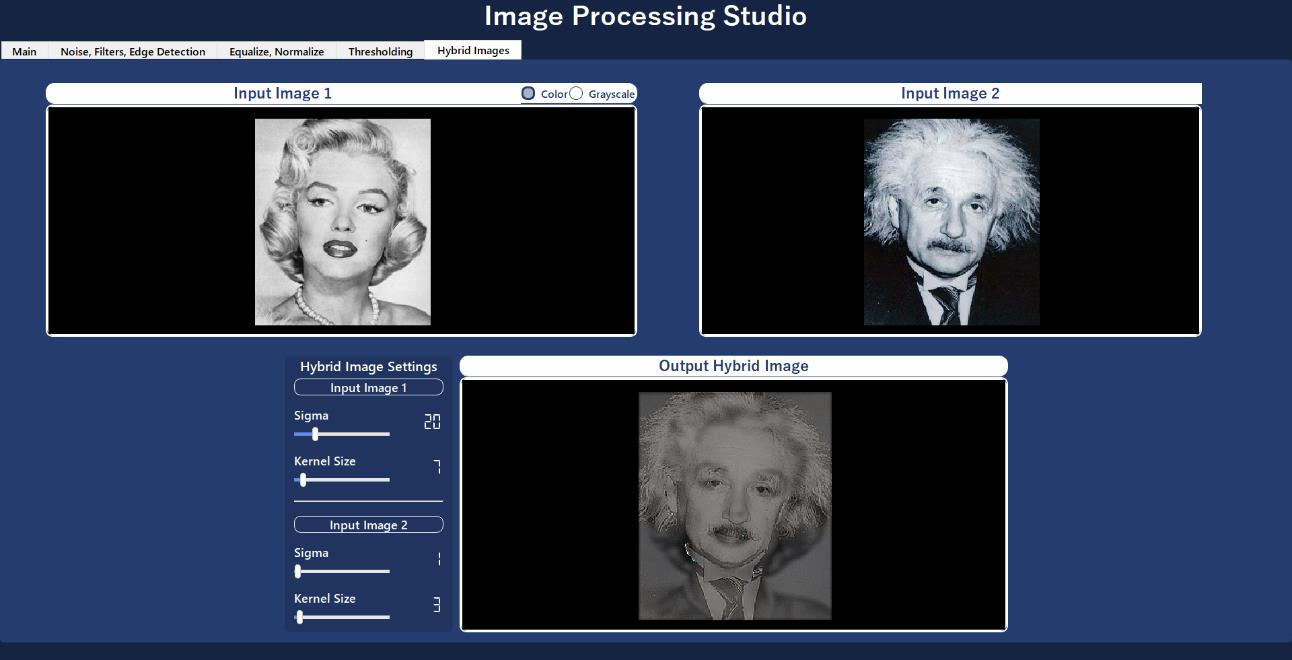 Image Processing Studio
Main Noise, Filters, Edge Detection Equalize, Normalize Thresholding Hybrid Images
Input Image 1 Color Grayscale
Input Image 2
Hybrid Image Settings
Input Image 1
Sigma 20
Kernel Size 7
Input Image 2
Sigma 1
Kernel Size 3
Output Hybrid Image